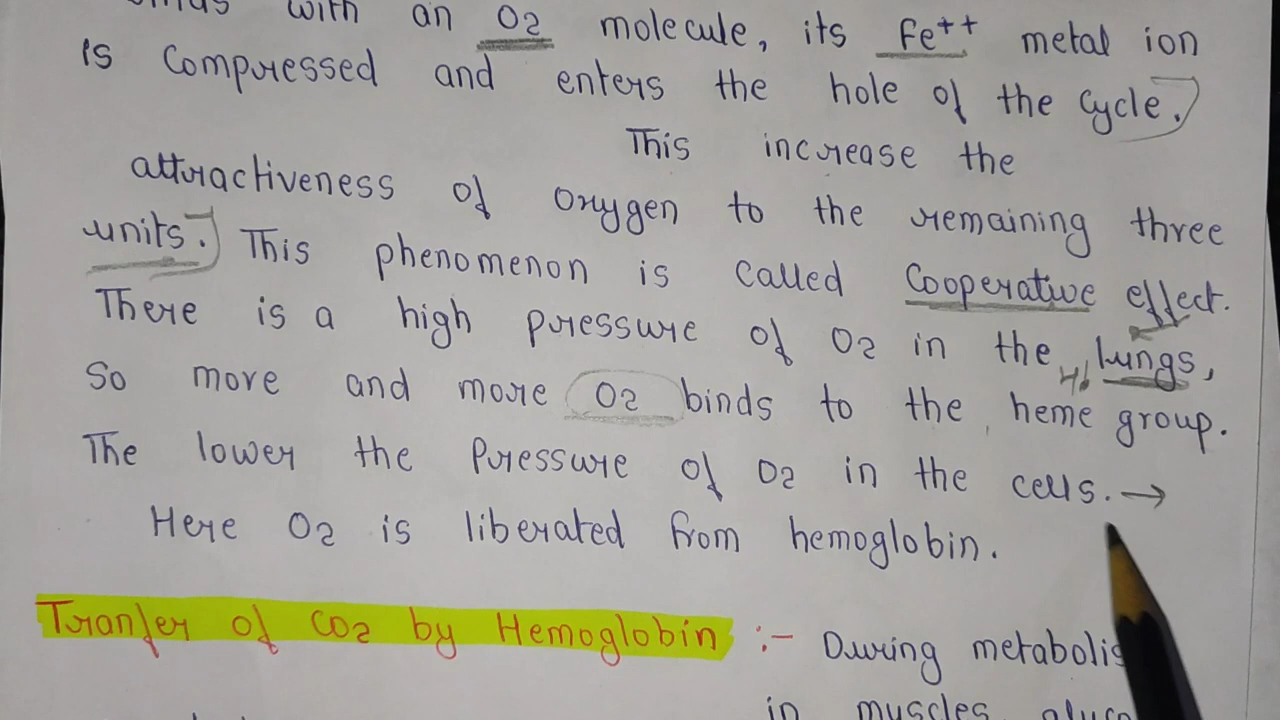 with an O2 molecule, its Fe++ metal ion
is compressed and enters the hole of the cycle.
This increase the
attractiveness of oxygen to the remaining three
units. This phenomenon is called Cooperative effect.
There is a high pressure of O2 in the lungs,
So more and more O2 binds to the heme group.
The lower the Pressure of O2 in the cells. →
Here O2 is liberated from hemoglobin.
Tranfer of CO2 by Hemoglobin :- During
in muscles